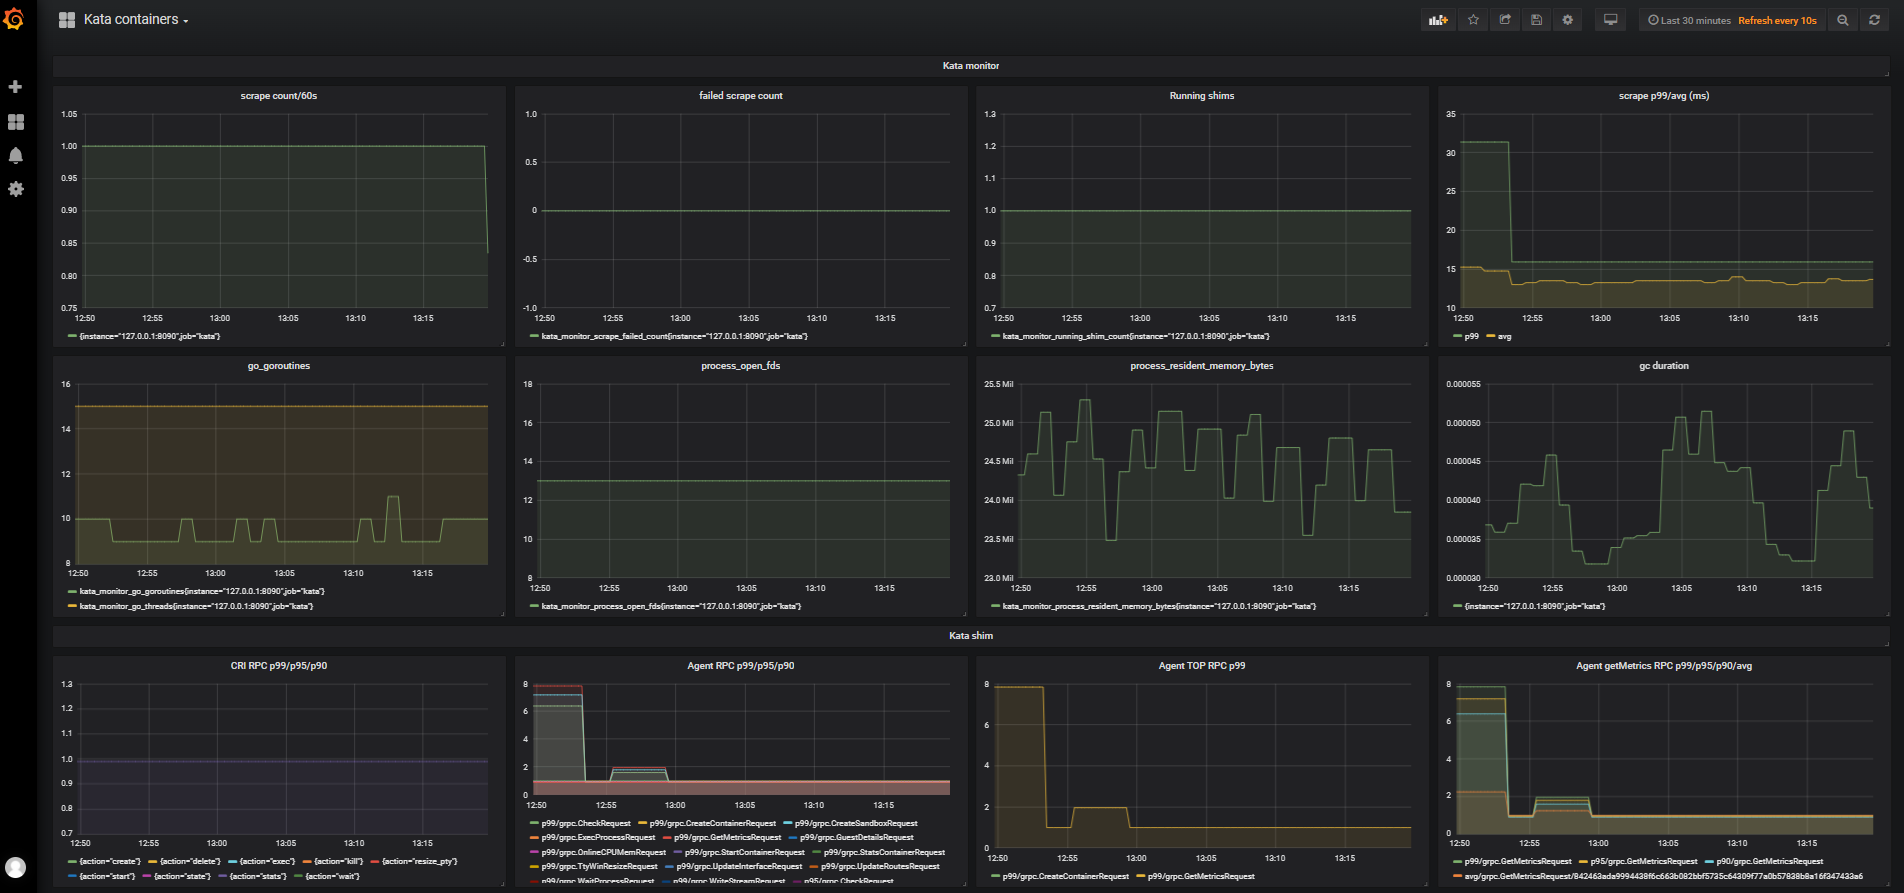 Kata containers
Last 30 minutes Refresh every 10s
Kata monitor
scrape count/60s
1.05
1.00
0.95
0.90
0.85
0.80
0.75
12:50 12:55 13:00 13:05 13:10 13:15
{instance="127.0.0.1:8090",job="kata"}
failed scrape count
1.0
0.5
0
-0.5
-1.0
12:50 12:55 13:00 13:05 13:10 13:15
kata_monitor_scrape_failed_count{instance="127.0.0.1:8090",job="kata"}
Running shims
1.3
1.2
1.1
1.0
0.9
0.8
0.7
12:50 12:55 13:00 13:05 13:10 13:15
kata_monitor_running_shim_count{instance="127.0.0.1:8090",job="kata"}
scrape p99/avg (ms)
35
30
25
20
15
10
12:50 12:55 13:00 13:05 13:10 13:15
p99 avg
go_goroutines
16
14
12
10
8
12:50 12:55 13:00 13:05 13:10 13:15
kata_monitor_go_goroutines{instance="127.0.0.1:8090",job="kata"}
kata_monitor_go_threads{instance="127.0.0.1:8090",job="kata"}
process_open_fds
18
16
14
12
10
8
12:50 12:55 13:00 13:05 13:10 13:15
kata_monitor_process_open_fds{instance="127.0.0.1:8090",job="kata"}
process_resident_memory_bytes
25.5 Mil
25.0 Mil
24.5 Mil
24.0 Mil
23.5 Mil
23.0 Mil
12:50 12:55 13:00 13:05 13:10 13:15
kata_monitor_process_resident_memory_bytes{instance="127.0.0.1:8090",job="kata"}
gc duration
0.000055
0.000050
0.000045
0.000040
0.000035
0.000030
12:50 12:55 13:00 13:05 13:10 13:15
{instance="127.0.0.1:8090",job="kata"}
Kata shim
CRI RPC p99/p95/p90
1.3
1.2
1.1
1.0
0.9
0.8
0.7
12:50 12:55 13:00 13:05 13:10 13:15
{action="create"} {action="delete"} {action="exec"} {action="kill"} {action="resize_pty"}
{action="start"} {action="state"} {action="stats"} {action="wait"}
Agent RPC p99/p95/p90
8
6
4
2
0
12:50 12:55 13:00 13:05 13:10 13:15
p99/grpc.CheckRequest p99/grpc.CreateContainerRequest p99/grpc.CreateSandboxRequest
p99/grpc.ExecProcessRequest p99/grpc.GetMetricsRequest p99/grpc.GuestDetailsRequest
p99/grpc.OnlineCPUMemRequest p99/grpc.StartContainerRequest p99/grpc.StatsContainerRequest
p99/grpc.TtyWinResizeRequest p99/grpc.UpdateInterfaceRequest p99/grpc.UpdateRoutesRequest
p99/grpc.WaitProcessRequest p99/grpc.WriteStreamRequest p95/grpc.CheckRequest
Agent TOP RPC p99
8
6
4
2
0
12:50 12:55 13:00 13:05 13:10 13:15
p99/grpc.CreateContainerRequest p99/grpc.GetMetricsRequest
Agent getMetrics RPC p99/p95/p90/avg
8
6
4
2
0
12:50 12:55 13:00 13:05 13:10 13:15
p99/grpc.GetMetricsRequest p95/grpc.GetMetricsRequest p90/grpc.GetMetricsRequest
avg/grpc.GetMetricsRequest/842463ada9994438f6c663b082bbf5735c64309f77a0b57838b8a16f347433a6